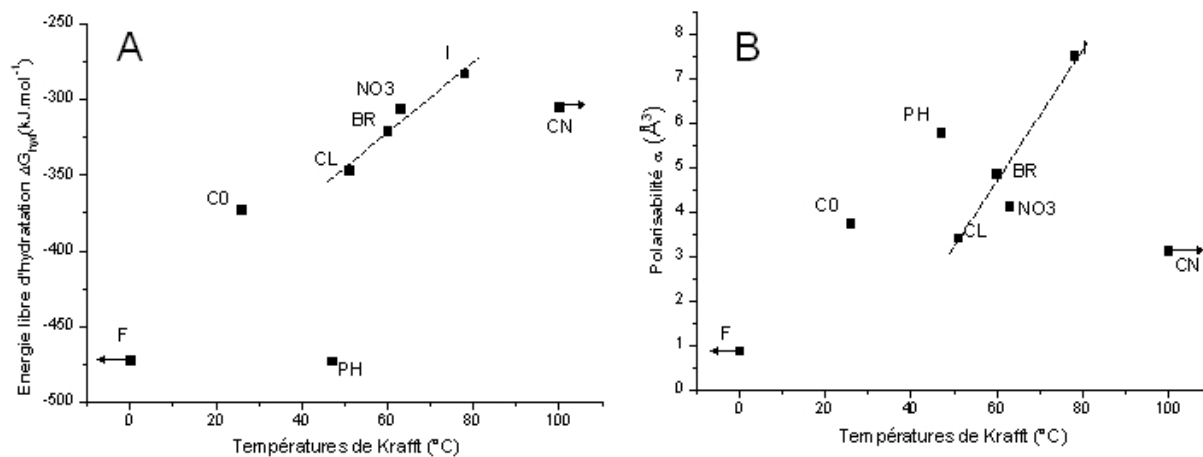 A
-250
-300
-350
-400
-450
-500
Energie libre d'hydratation ΔGhyd(kJ.mol-1)
I
NO3
BR
CL
CN
C0
F
PH
0 20 40 60 80 100
Températures de Krafft (°C)
B
8
7
6
5
4
3
2
1
0
Polarisabilité α (Å3)
I
PH
BR
C0
NO3
CL
CN
F
0 20 40 60 80 100
Températures de Krafft (°C)